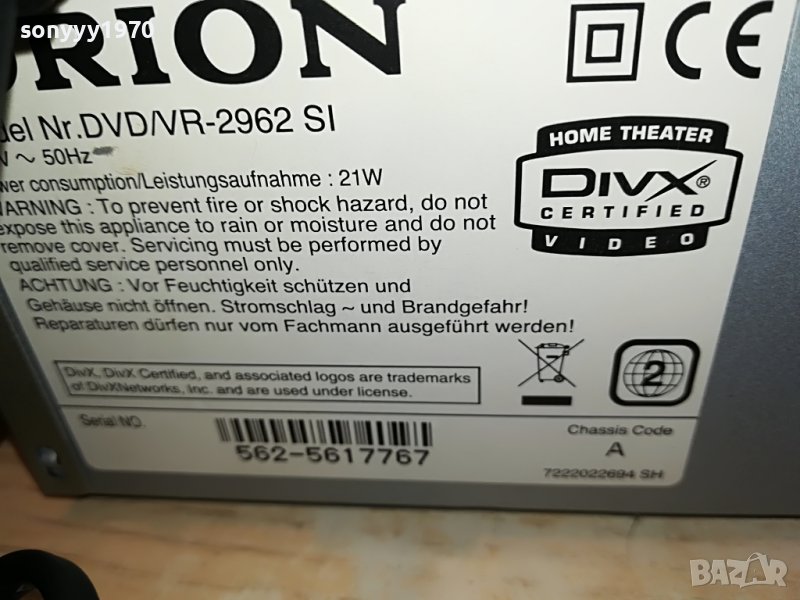 sonyyy1970
ORION
CE
del Nr.DVD/VR-2962 SI
V ~ 50Hz
wer consumption/Leistungsaufnahme : 21W
WARNING : To prevent fire or shock hazard, do not
expose this appliance to rain or moisture and do not
remove cover. Servicing must be performed by
qualified service personnel only.
ACHTUNG : Vor Feuchtigkeit schützen und
Gehäuse nicht öffnen. Stromschlag ~ und Brandgefahr!
Reparaturen dürfen nur vom Fachmann ausgeführt werden!
HOME THEATER
DIVX®
CERTIFIED
VIDEO
DivX, DivX Certified, and associated logos are trademarks
of DivXNetworks, Inc. and are used under license.
2
Serial NO.
562-5617767
Chassis Code
A
7222022694 SH
BAZAR